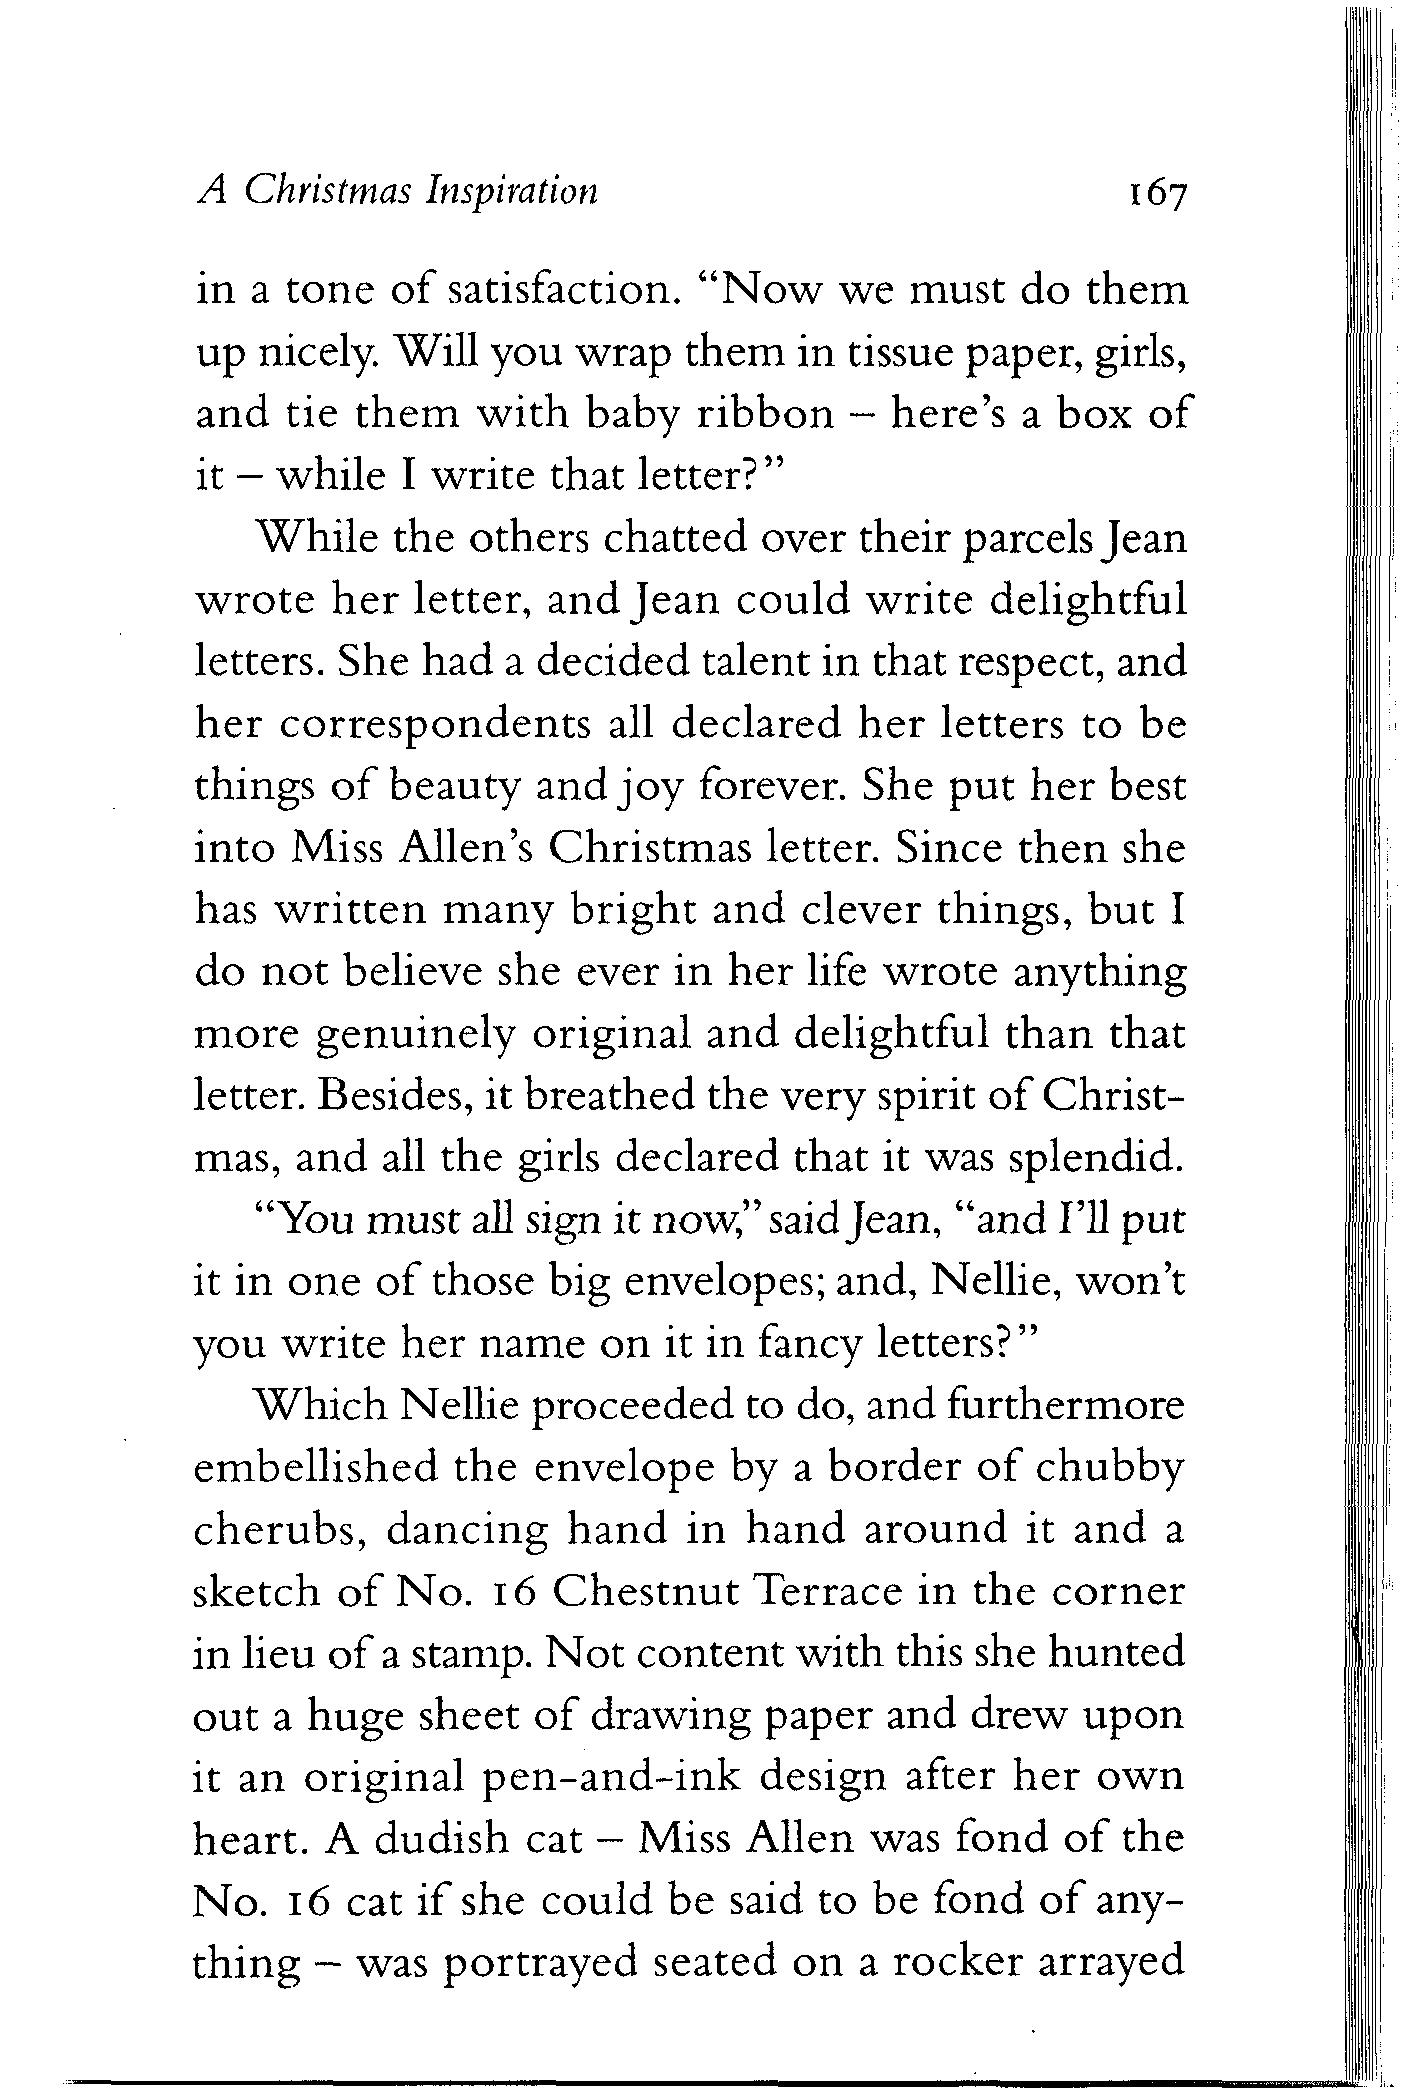 A Christmas Inspiration 167
in a tone of satisfaction. “Now we must do them
up nicely. Will you wrap them in tissue paper, girls,
and tie them with baby ribbon – here’s a box of
it – while I write that letter?”
While the others chatted over their parcels Jean
wrote her letter, and Jean could write delightful
letters. She had a decided talent in that respect, and
her correspondents all declared her letters to be
things of beauty and joy forever. She put her best
into Miss Allen’s Christmas letter. Since then she
has written many bright and clever things, but I
do not believe she ever in her life wrote anything
more genuinely original and delightful than that
letter. Besides, it breathed the very spirit of Christ-
mas, and all the girls declared that it was splendid.
“You must all sign it now,” said Jean, “and I’ll put
it in one of those big envelopes; and, Nellie, won’t
you write her name on it in fancy letters?”
Which Nellie proceeded to do, and furthermore
embellished the envelope by a border of chubby
cherubs, dancing hand in hand around it and a
sketch of No. 16 Chestnut Terrace in the corner
in lieu of a stamp. Not content with this she hunted
out a huge sheet of drawing paper and drew upon
it an original pen-and-ink design after her own
heart. A dudish cat – Miss Allen was fond of the
No. 16 cat if she could be said to be fond of any-
thing – was portrayed seated on a rocker arrayed